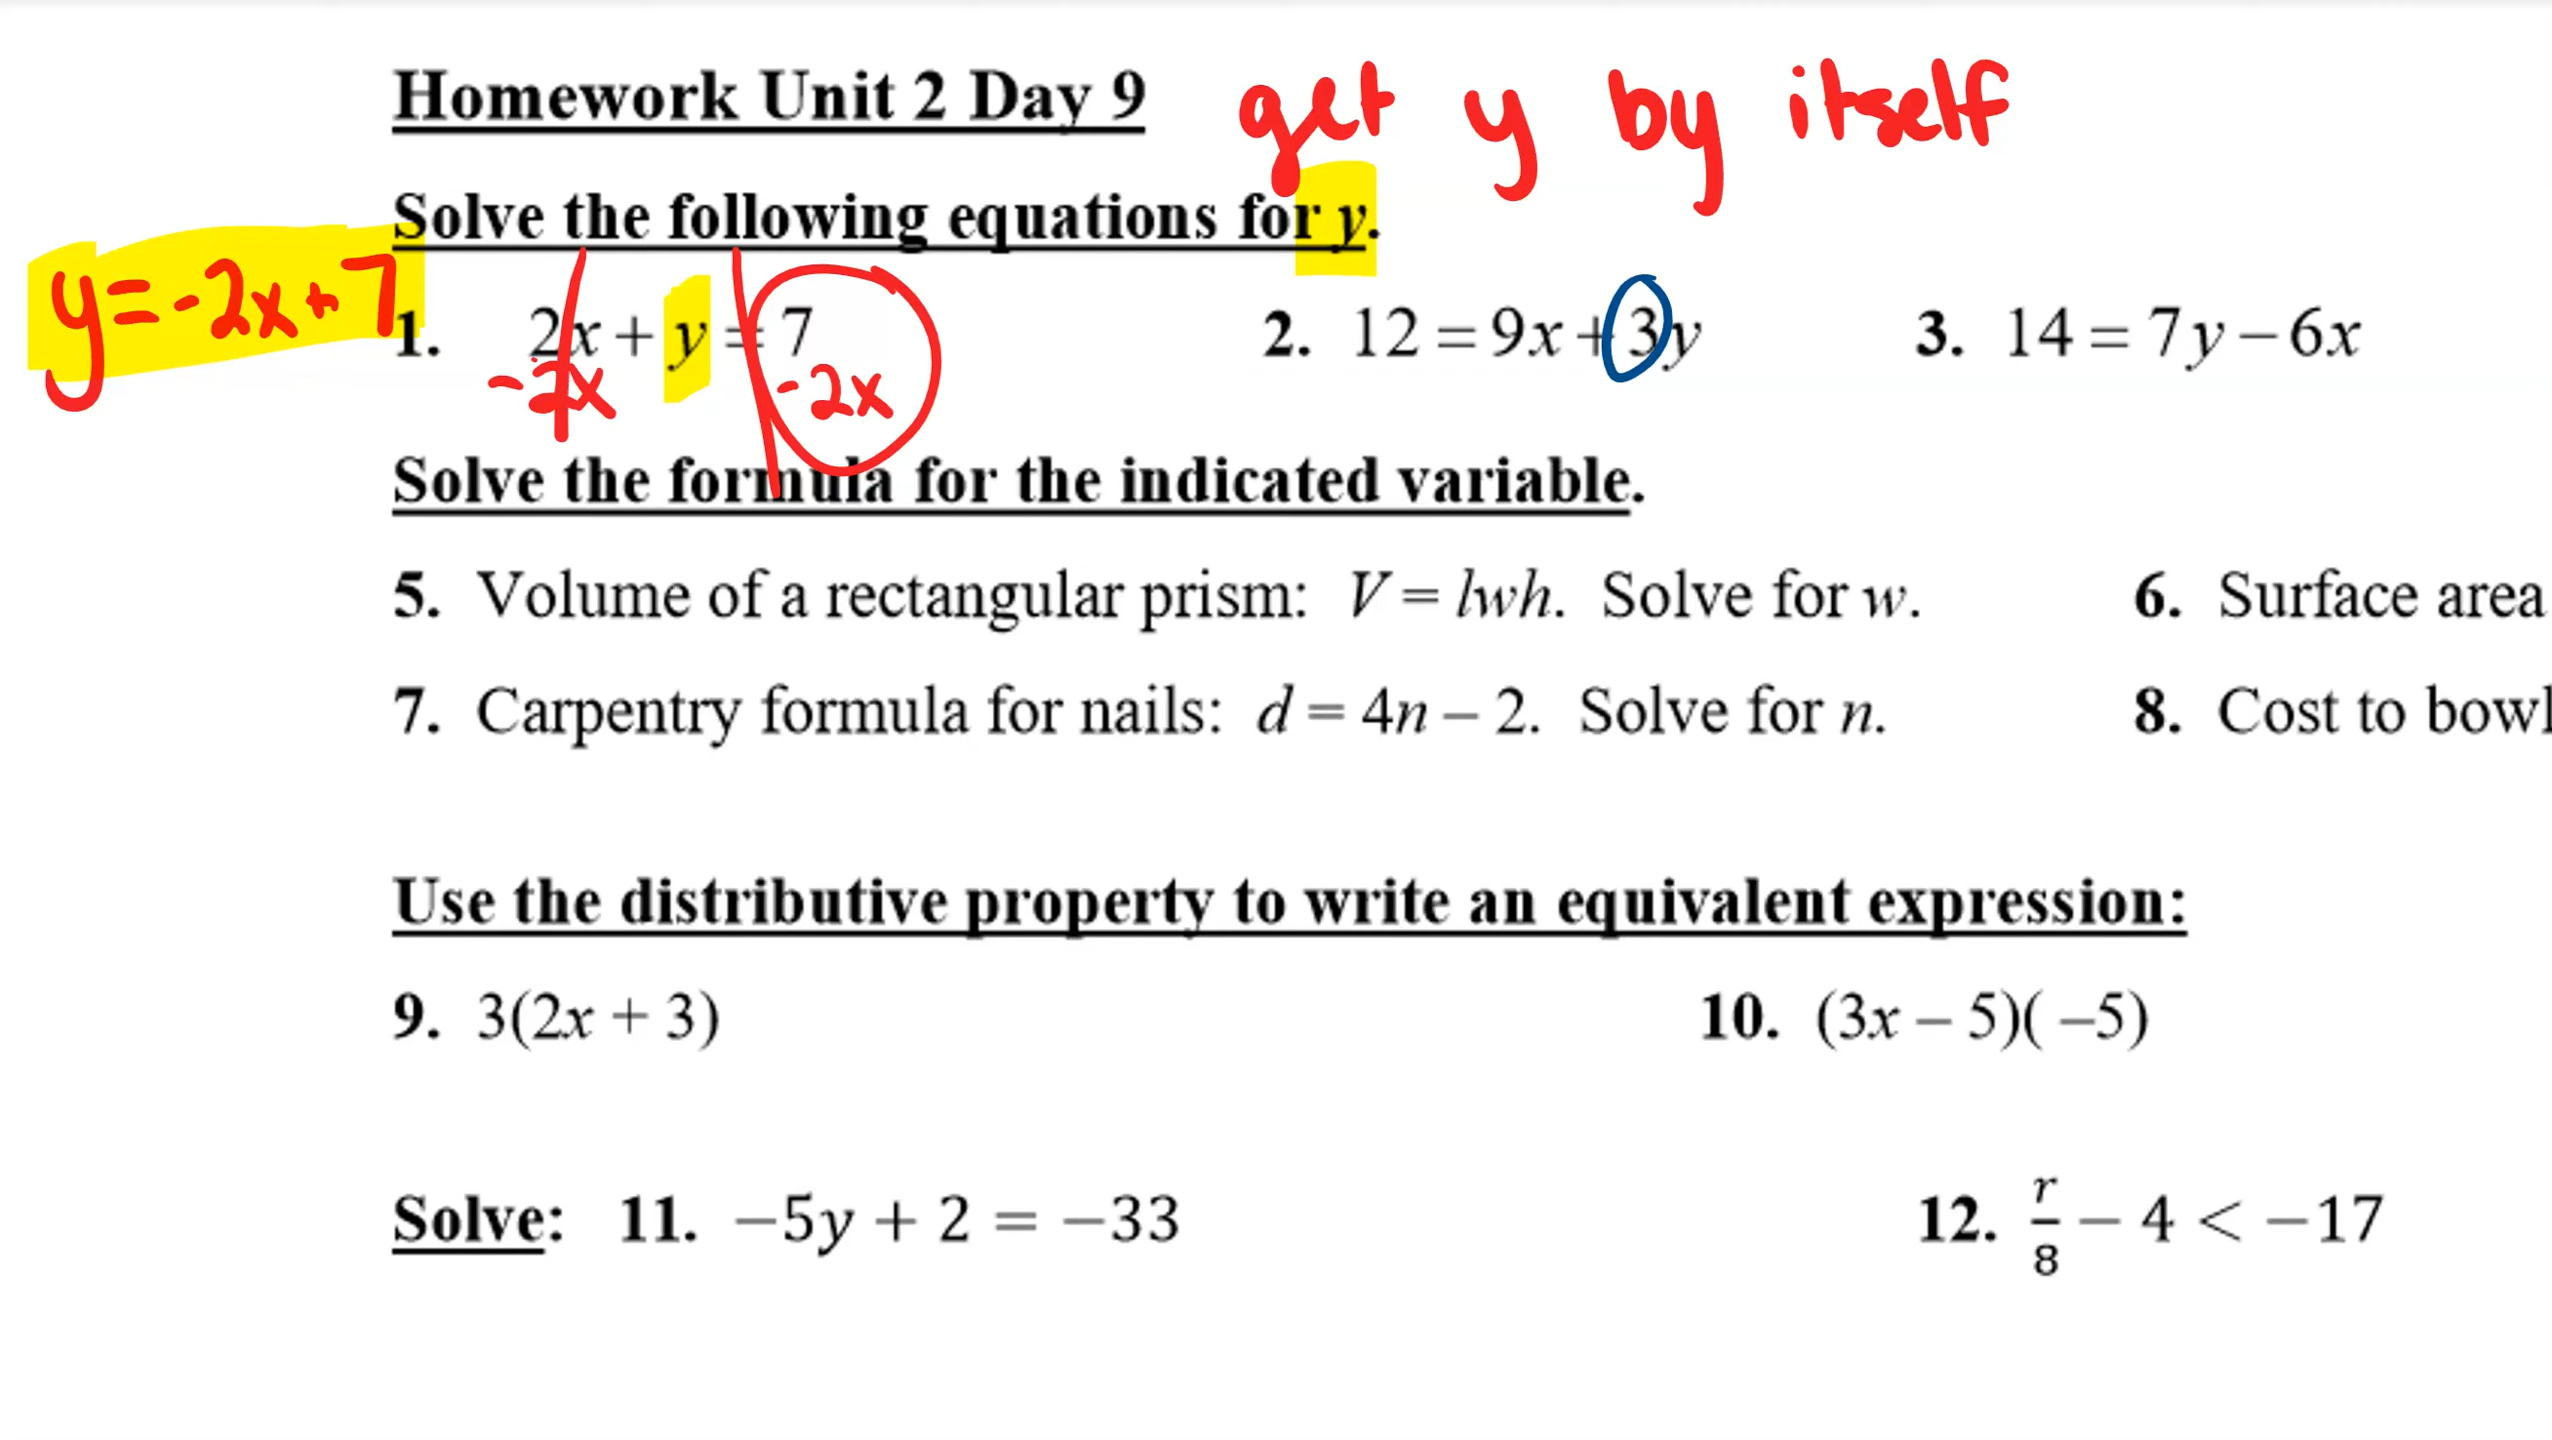 Homework Unit 2 Day 9 get y by itself
Solve the following equations for y.
y=-2x+7
1. 2x + y = 7 2. 12 = 9x + 3y 3. 14 = 7y – 6x
-2x -2x
Solve the formula for the indicated variable.
5. Volume of a rectangular prism: V = lwh. Solve for w. 6. Surface area
7. Carpentry formula for nails: d = 4n – 2. Solve for n. 8. Cost to bowl
Use the distributive property to write an equivalent expression:
9. 3(2x + 3) 10. (3x – 5)( –5)
Solve: 11. −5y + 2 = −33 12. r/8 − 4 < −17